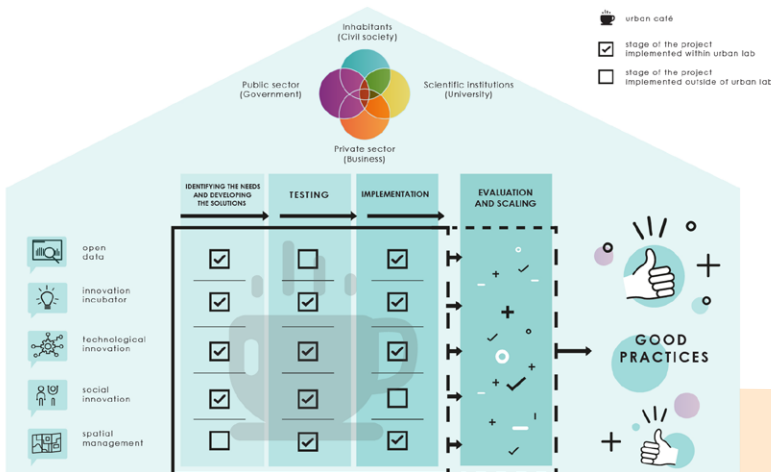 urban café
stage of the project
implemented within urban lab
stage of the project
implemented outside of urban lab
Inhabitants
(Civil society)
Public sector
(Government)
Scientific institutions
(University)
Private sector
(Business)
IDENTIFYING THE NEEDS
AND DEVELOPING
THE SOLUTIONS
TESTING
IMPLEMENTATION
EVALUATION
AND SCALING
open
data
innovation
incubator
technological
innovation
social
innovation
spatial
management
GOOD
PRACTICES